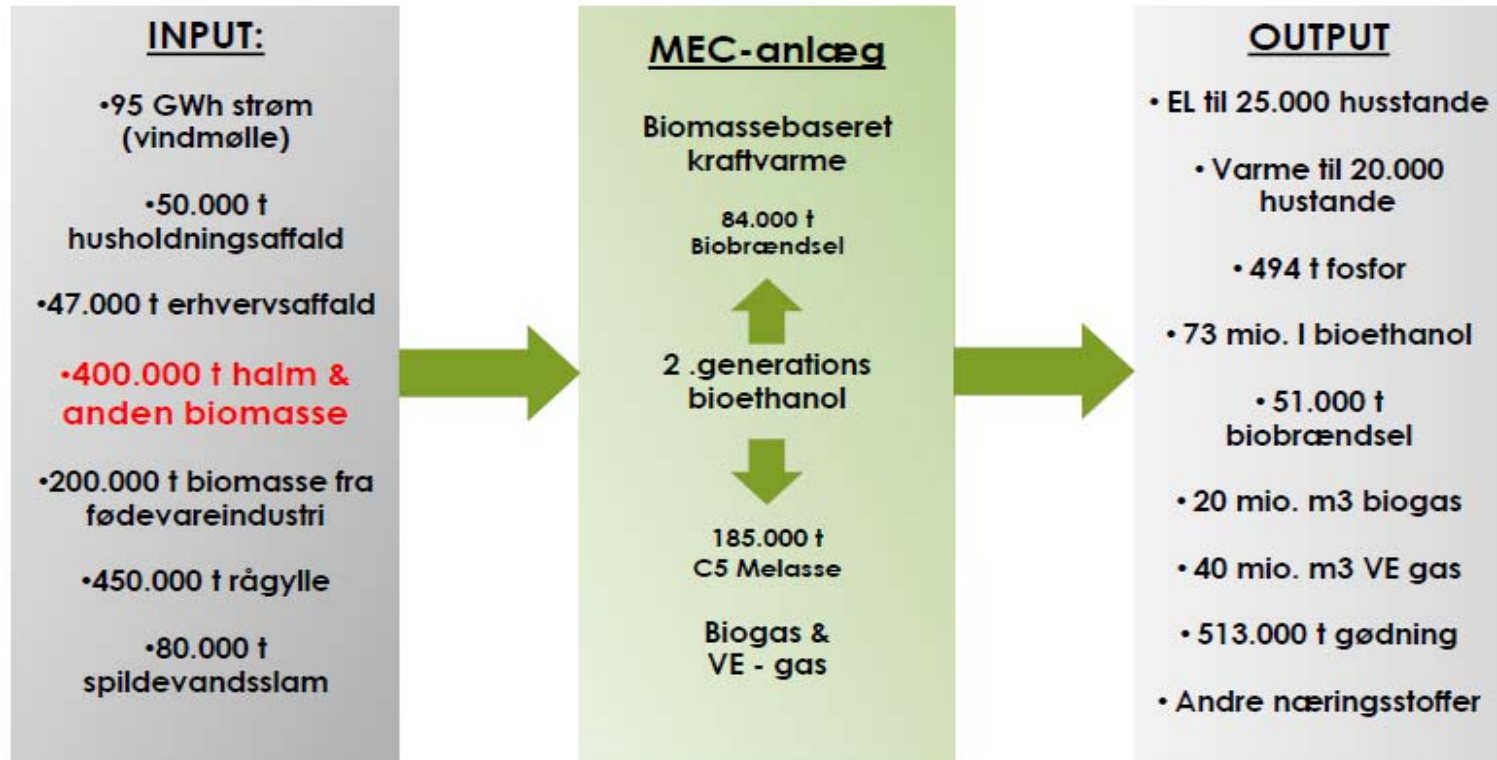 INPUT:
•95 GWh strøm
(vindmølle)
•50.000 t
husholdningsaffald
•47.000 t erhvervsaffald
•400.000 t halm &
anden biomasse
•200.000 t biomasse fra
fødevareindustri
•450.000 t rågylle
•80.000 t
spildevandsslam
MEC-anlæg
Biomassebaseret
kraftvarme
84.000 t
Biobrændsel
2 .generations
bioethanol
185.000 t
C5 Melasse
Biogas &
VE - gas
OUTPUT
• EL til 25.000 husstande
• Varme til 20.000
hustande
• 494 t fosfor
• 73 mio. l bioethanol
• 51.000 t
biobrændsel
• 20 mio. m3 biogas
• 40 mio. m3 VE gas
• 513.000 t gødning
• Andre næringsstoffer